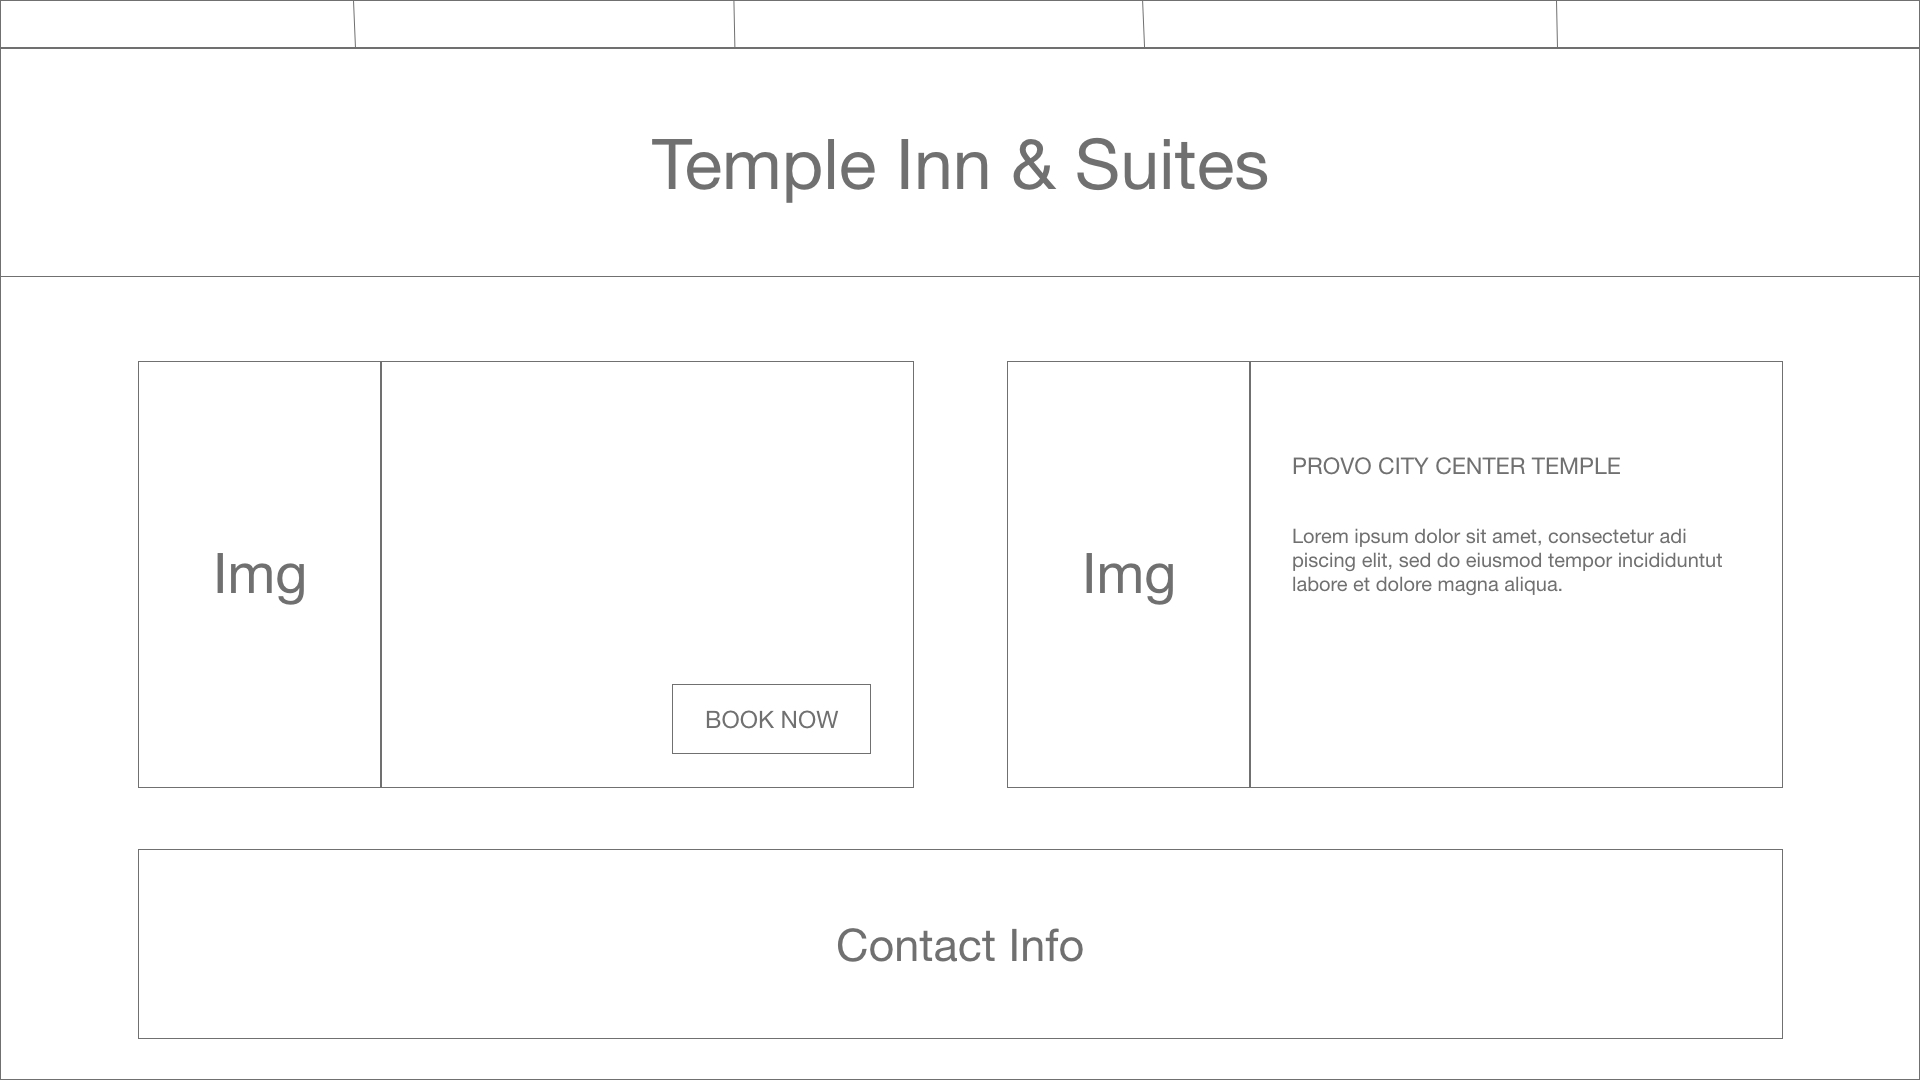 Temple Inn & Suites
Img
BOOK NOW
Img
PROVO CITY CENTER TEMPLE
Lorem ipsum dolor sit amet, consectetur adi
piscing elit, sed do eiusmod tempor incididuntut
labore et dolore magna aliqua.
Contact Info